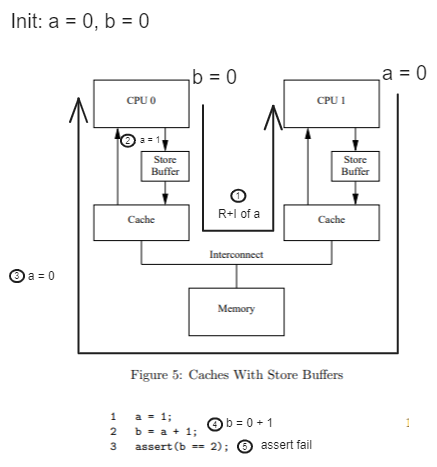 Init: a = 0, b = 0
b = 0
a = 0
CPU 0
CPU 1
2 a = 1
Store
Buffer
Store
Buffer
1
R+I of a
Cache
Cache
Interconnect
3 a = 0
Memory
Figure 5: Caches With Store Buffers
1 a = 1;
2 b = a + 1; 4 b = 0 + 1
3 assert(b == 2); 5 assert fail
1